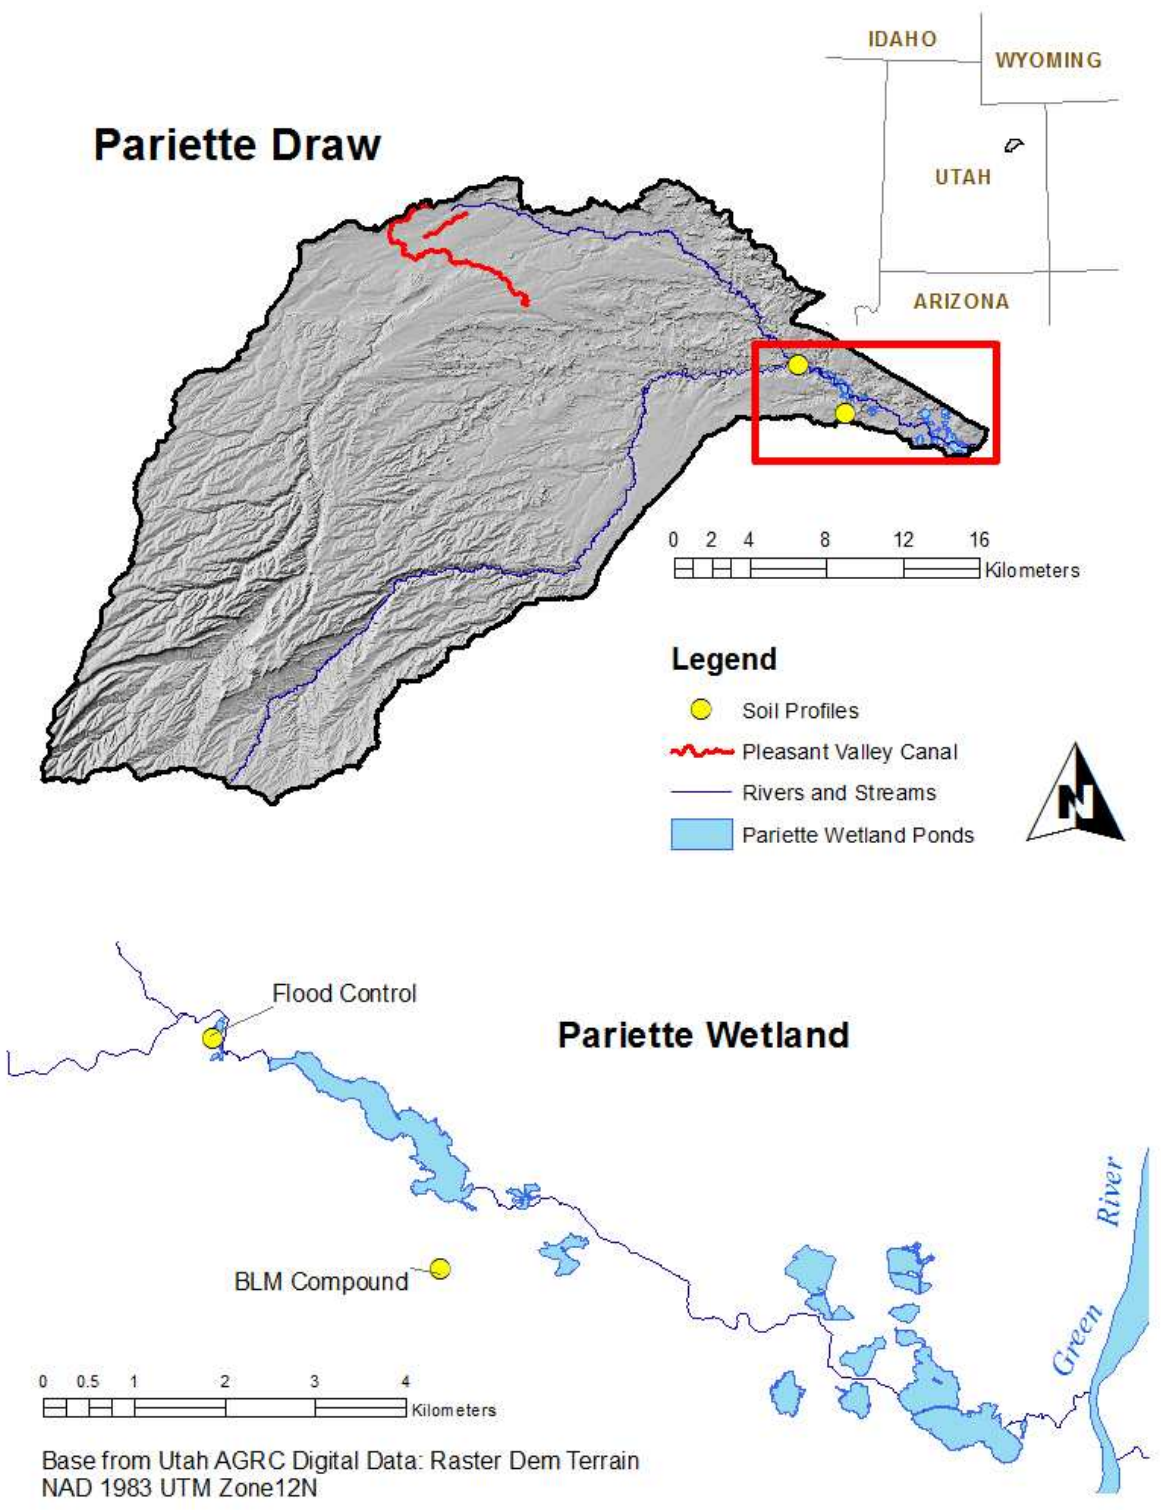 IDAHO
WYOMING
Pariette Draw
UTAH
ARIZONA
0 2 4 8 12 16
Kilometers
Legend
Soil Profiles
Pleasant Valley Canal
Rivers and Streams
Pariette Wetland Ponds
N
Flood Control
Pariette Wetland
River
BLM Compound
Green
0 0.5 1 2 3 4
Kilometers
Base from Utah AGRC Digital Data: Raster Dem Terrain
NAD 1983 UTM Zone12N